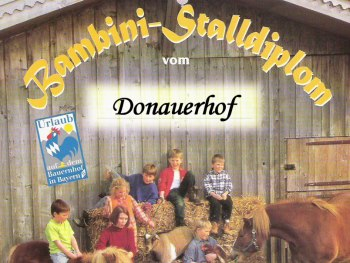 Bambini-Stalldiplom
vom
Donauerhof
Urlaub
auf dem
Bauernhof
in Bayern